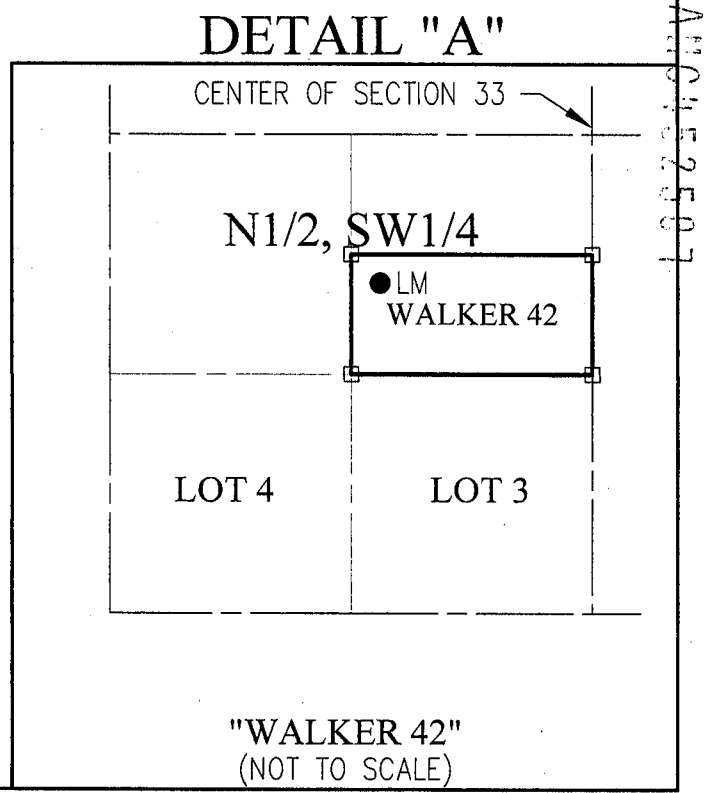 DETAIL "A"
CENTER OF SECTION 33
N1/2, SW1/4
LM
WALKER 42
LOT 4 LOT 3
"WALKER 42"
(NOT TO SCALE)